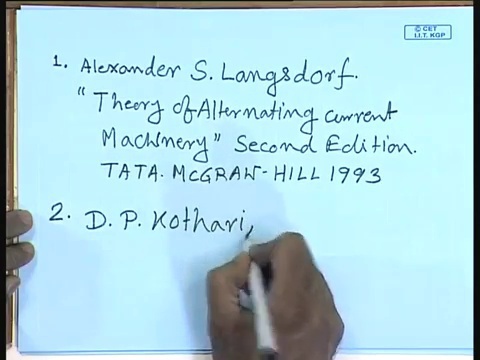 © CET
I.I.T. KGP
1. Alexander S. Langsdorf.
"Theory of Alternating current
Machinery" Second Edition.
TATA. McGRAW-HILL 1993
2. D. P. Kothari,